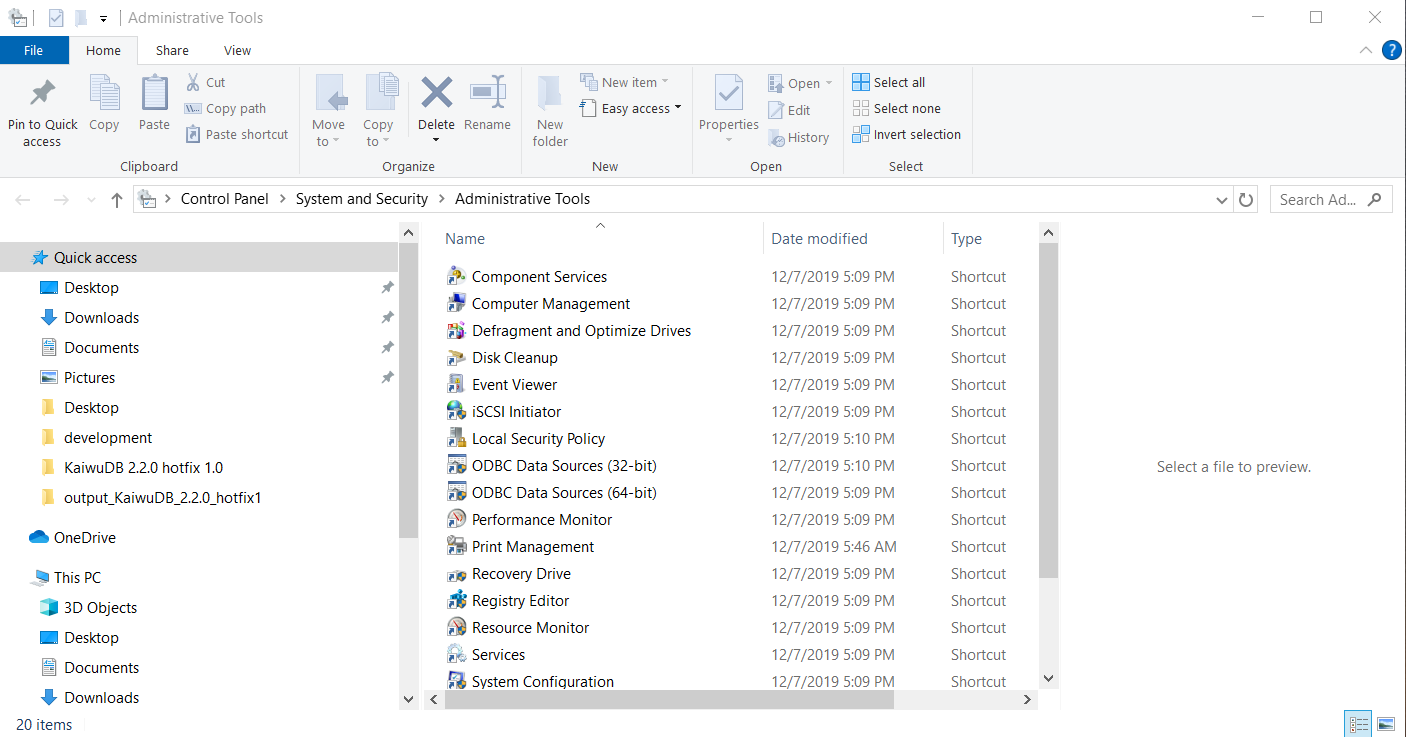 Administrative Tools
File Home Share View
Pin to Quick access
Copy
Paste
Cut
Copy path
Paste shortcut
Clipboard
Move to
Copy to
Delete
Rename
Organize
New folder
New item
Easy access
New
Properties
Open
Edit
History
Open
Select all
Select none
Invert selection
Select
Control Panel > System and Security > Administrative Tools
Search Ad...
Quick access
Desktop
Downloads
Documents
Pictures
Desktop
development
KaiwuDB 2.2.0 hotfix 1.0
output_KaiwuDB_2.2.0_hotfix1
OneDrive
This PC
3D Objects
Desktop
Documents
Downloads
Name Date modified Type
Component Services 12/7/2019 5:09 PM Shortcut
Computer Management 12/7/2019 5:09 PM Shortcut
Defragment and Optimize Drives 12/7/2019 5:09 PM Shortcut
Disk Cleanup 12/7/2019 5:09 PM Shortcut
Event Viewer 12/7/2019 5:09 PM Shortcut
iSCSI Initiator 12/7/2019 5:09 PM Shortcut
Local Security Policy 12/7/2019 5:10 PM Shortcut
ODBC Data Sources (32-bit) 12/7/2019 5:10 PM Shortcut
ODBC Data Sources (64-bit) 12/7/2019 5:09 PM Shortcut
Performance Monitor 12/7/2019 5:09 PM Shortcut
Print Management 12/7/2019 5:46 AM Shortcut
Recovery Drive 12/7/2019 5:09 PM Shortcut
Registry Editor 12/7/2019 5:09 PM Shortcut
Resource Monitor 12/7/2019 5:09 PM Shortcut
Services 12/7/2019 5:09 PM Shortcut
System Configuration 12/7/2019 5:09 PM Shortcut
Select a file to preview.
20 items